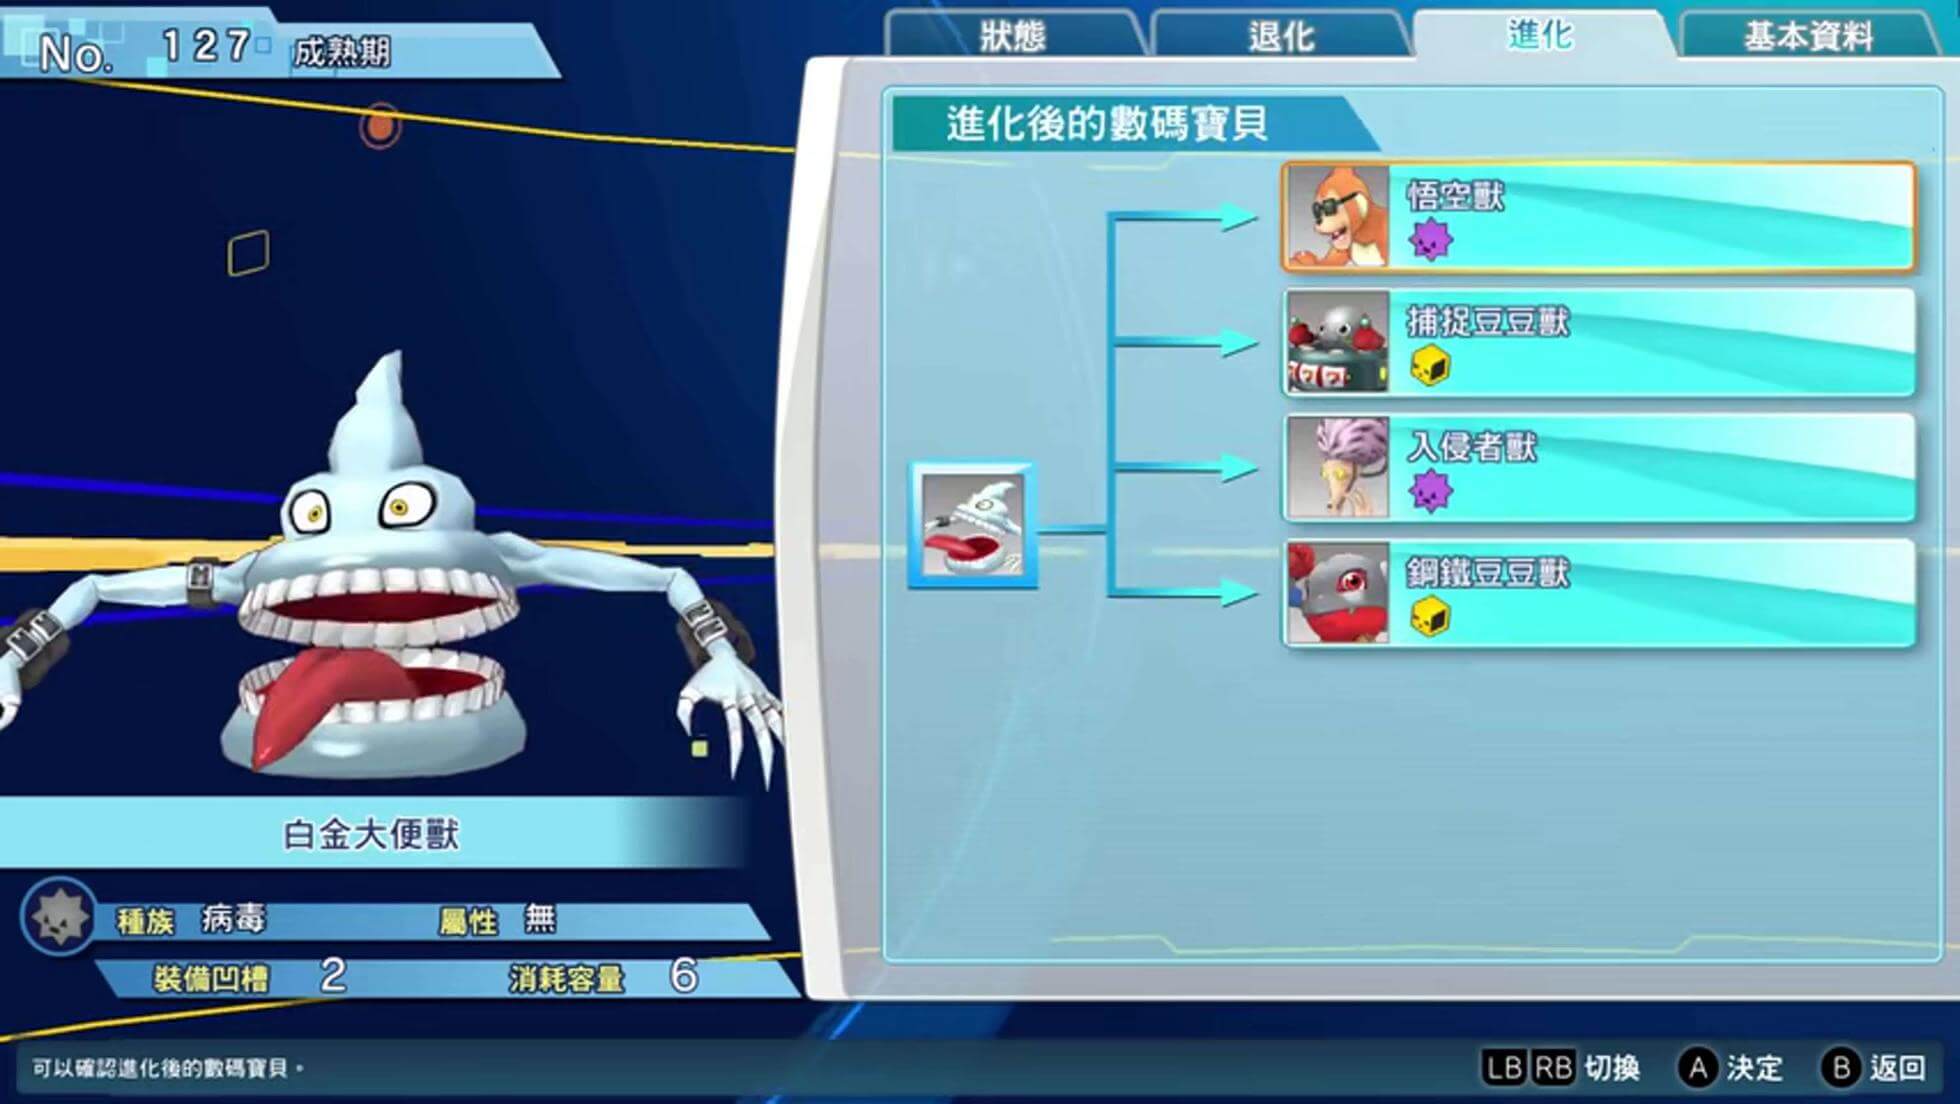 No. 127 成熟期
狀態 退化 進化 基本資料
進化後的數碼寶貝
悟空獸
捕捉豆豆獸
入侵者獸
鋼鐵豆豆獸
白金大便獸
種族 病毒 屬性 無
裝備凹槽 2 消耗容量 6
可以確認進化後的數碼寶貝。
LB RB 切換 A 決定 B 返回